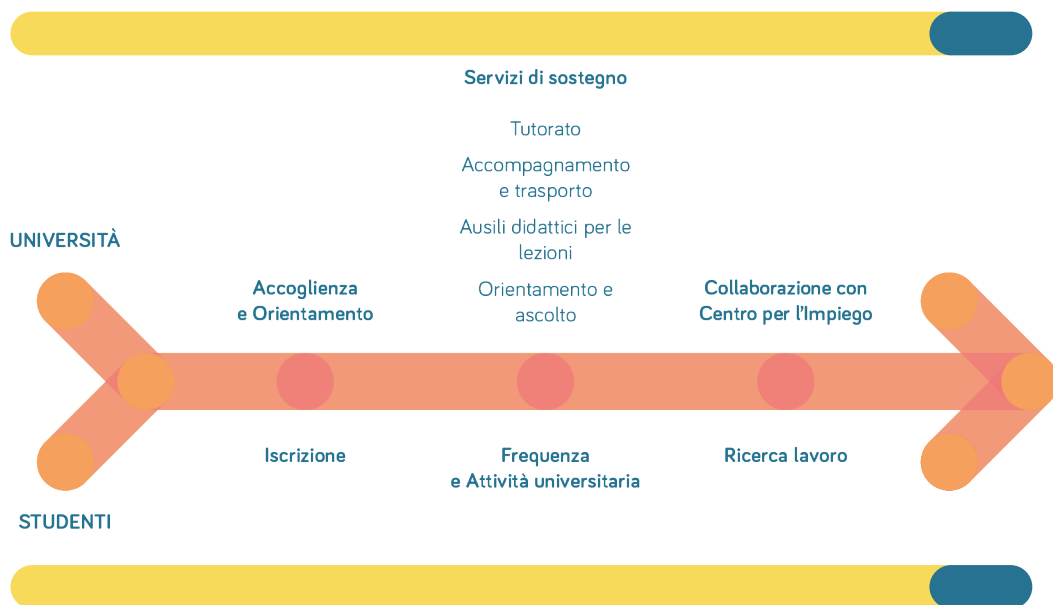 Servizi di sostegno
Tutorato
Accompagnamento
e trasporto
Ausili didattici per le
lezioni
Orientamento e
ascolto
UNIVERSITÀ
Accoglienza
e Orientamento
Collaborazione con
Centro per l'Impiego
Iscrizione
Frequenza
e Attività universitaria
Ricerca lavoro
STUDENTI